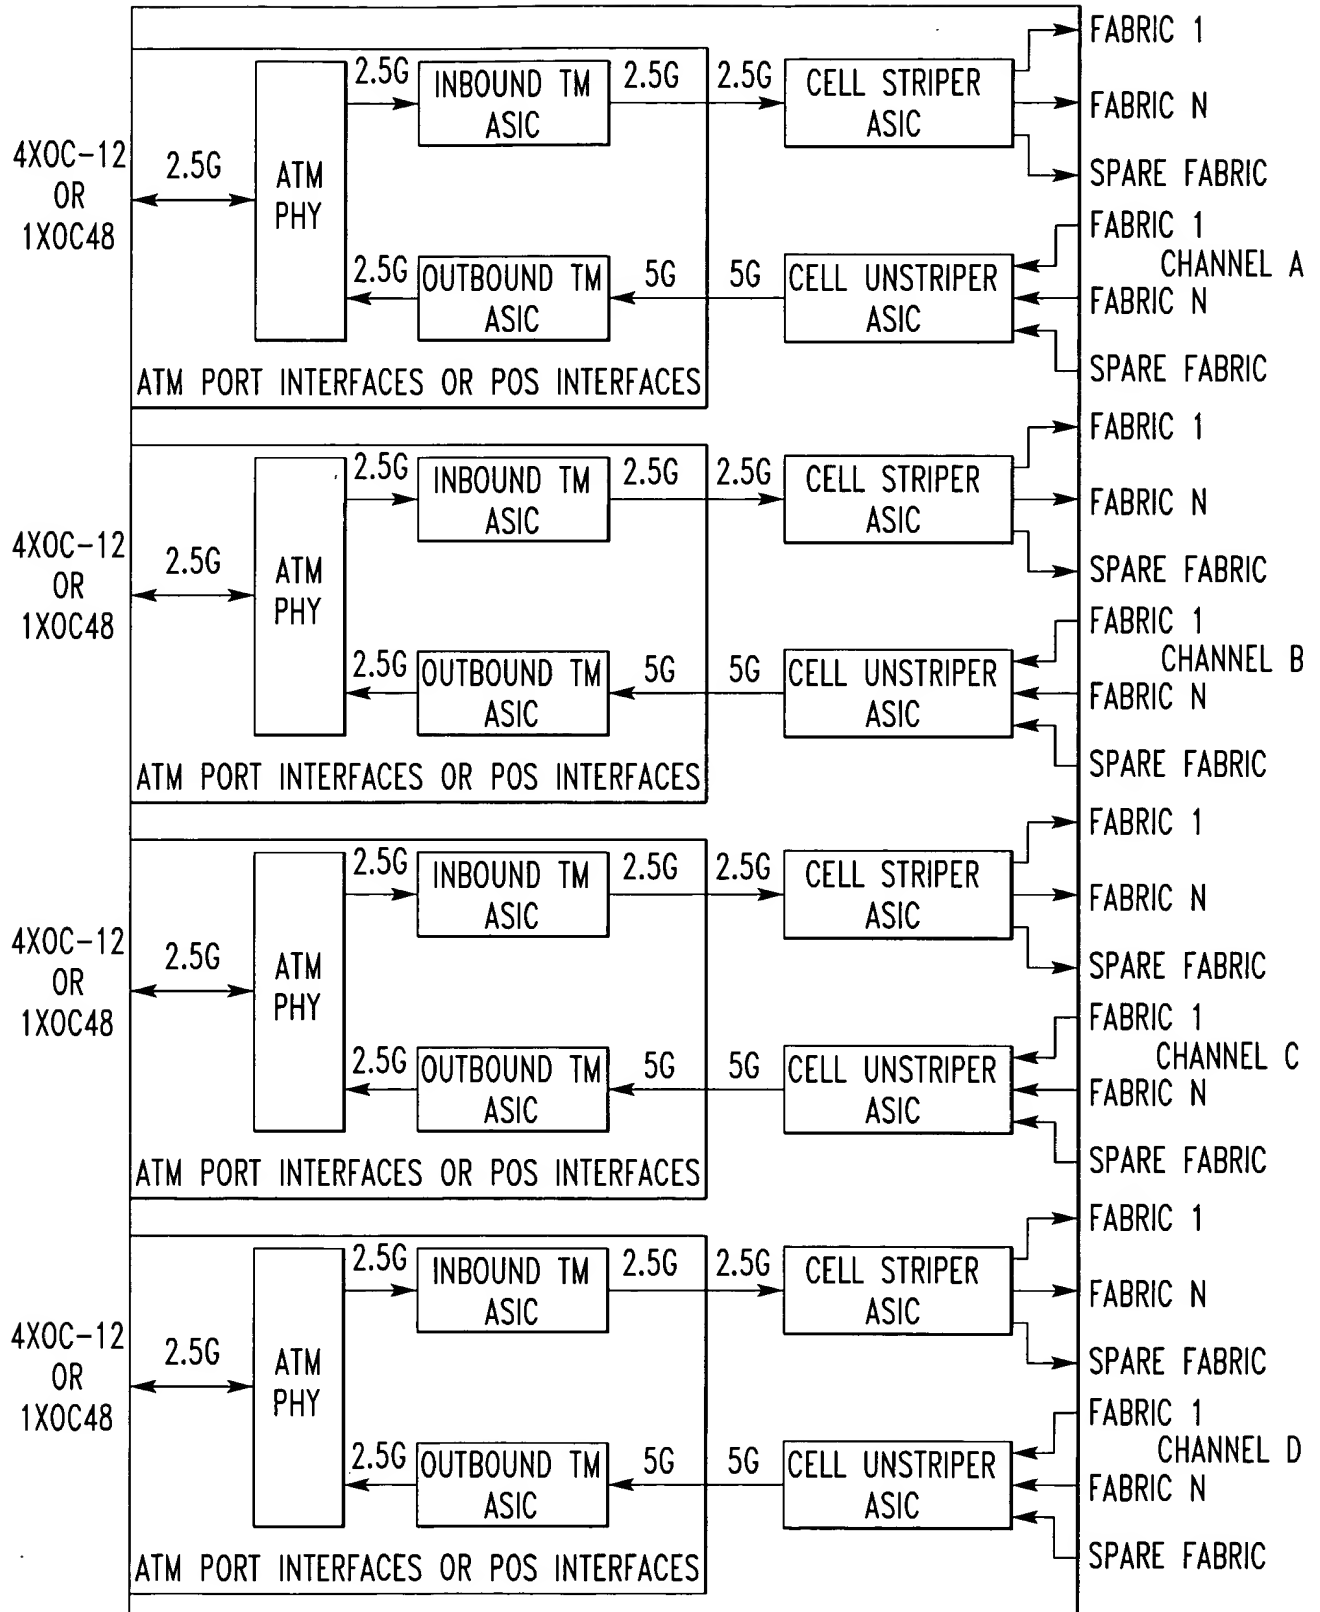 FABRIC 1
2.5G
INBOUND TM
ASIC
2.5G
2.5G
CELL STRIPER
ASIC
FABRIC N
4XOC-12
OR
1XOC48
2.5G
ATM
PHY
SPARE FABRIC
FABRIC 1
CHANNEL A
2.5G
OUTBOUND TM
ASIC
5G
5G
CELL UNSTRIPER
ASIC
FABRIC N
SPARE FABRIC
ATM PORT INTERFACES OR POS INTERFACES
FABRIC 1
2.5G
INBOUND TM
ASIC
2.5G
2.5G
CELL STRIPER
ASIC
FABRIC N
4XOC-12
OR
1XOC48
2.5G
ATM
PHY
SPARE FABRIC
FABRIC 1
CHANNEL B
2.5G
OUTBOUND TM
ASIC
5G
5G
CELL UNSTRIPER
ASIC
FABRIC N
SPARE FABRIC
ATM PORT INTERFACES OR POS INTERFACES
FABRIC 1
2.5G
INBOUND TM
ASIC
2.5G
2.5G
CELL STRIPER
ASIC
FABRIC N
4XOC-12
OR
1XOC48
2.5G
ATM
PHY
SPARE FABRIC
FABRIC 1
CHANNEL C
2.5G
OUTBOUND TM
ASIC
5G
5G
CELL UNSTRIPER
ASIC
FABRIC N
SPARE FABRIC
ATM PORT INTERFACES OR POS INTERFACES
FABRIC 1
2.5G
INBOUND TM
ASIC
2.5G
2.5G
CELL STRIPER
ASIC
FABRIC N
4XOC-12
OR
1XOC48
2.5G
ATM
PHY
SPARE FABRIC
FABRIC 1
CHANNEL D
2.5G
OUTBOUND TM
ASIC
5G
5G
CELL UNSTRIPER
ASIC
FABRIC N
SPARE FABRIC
ATM PORT INTERFACES OR POS INTERFACES